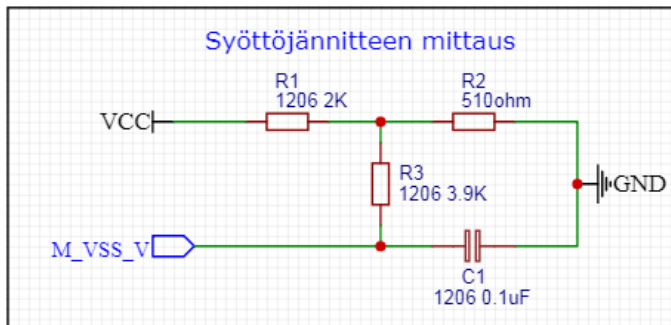 Syöttöjännitteen mittaus
R1
1206 2K
R2
510ohm
VCC
R3
1206 3.9K
GND
M_VSS_V
C1
1206 0.1uF